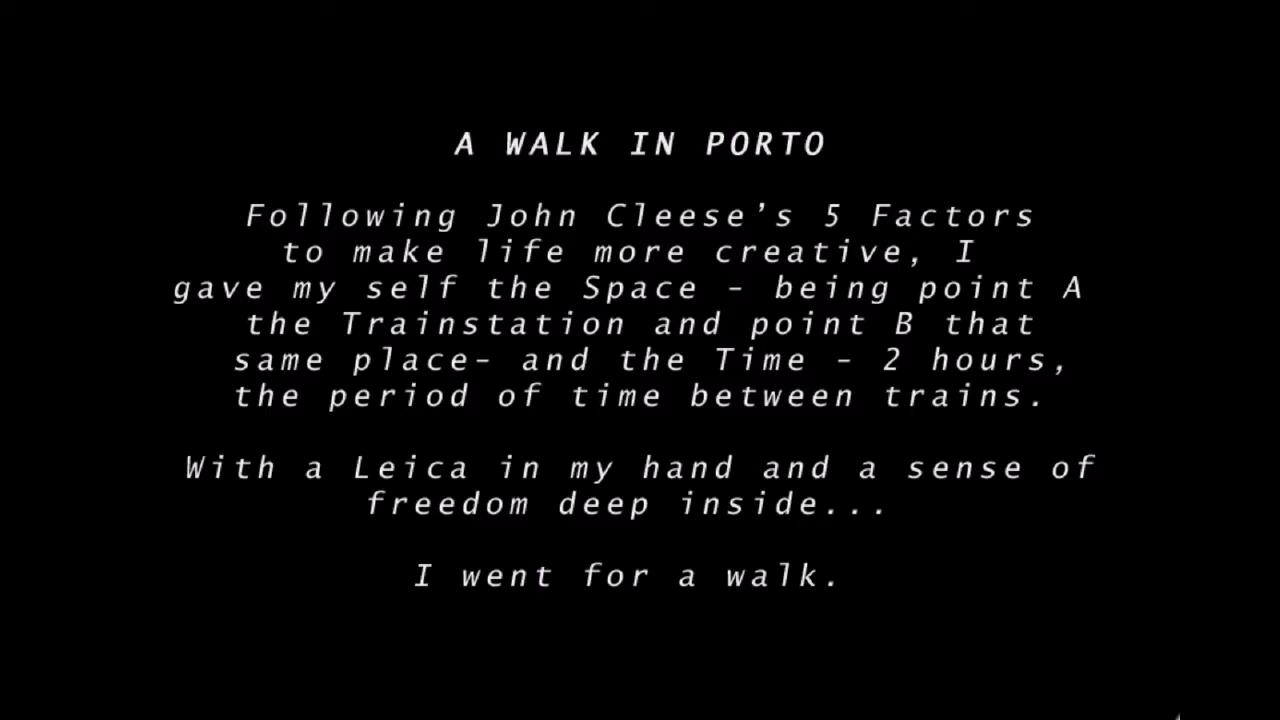 A WALK IN PORTO
Following John Cleese’s 5 Factors
to make life more creative, I
gave my self the Space - being point A
the Trainstation and point B that
same place- and the Time - 2 hours,
the period of time between trains.
With a Leica in my hand and a sense of
freedom deep inside...
I went for a walk.